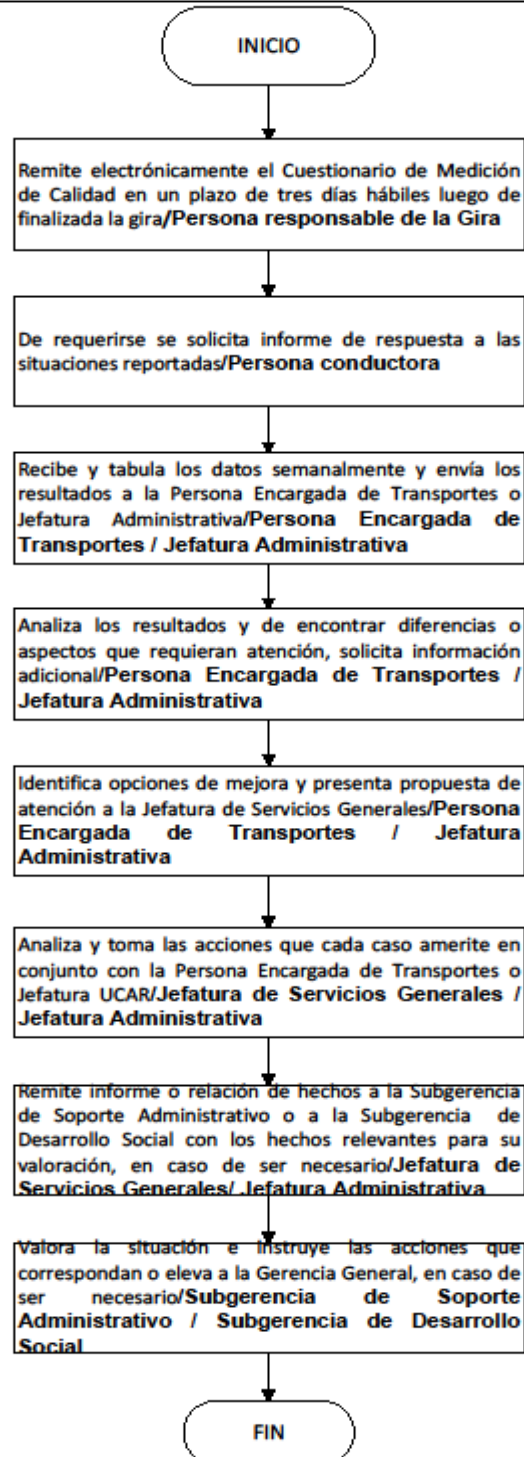 INICIO
Remite electrónicamente el Cuestionario de Medición
de Calidad en un plazo de tres días hábiles luego de
finalizada la gira/Persona responsable de la Gira
De requerirse se solicita informe de respuesta a las
situaciones reportadas/Persona conductora
Recibe y tabula los datos semanalmente y envía los
resultados a la Persona Encargada de Transportes o
Jefatura Administrativa/Persona Encargada de
Transportes / Jefatura Administrativa
Analiza los resultados y de encontrar diferencias o
aspectos que requieran atención, solicita información
adicional/Persona Encargada de Transportes /
Jefatura Administrativa
Identifica opciones de mejora y presenta propuesta de
atención a la Jefatura de Servicios Generales/Persona
Encargada de Transportes / Jefatura
Administrativa
Analiza y toma las acciones que cada caso amerite en
conjunto con la Persona Encargada de Transportes o
Jefatura UCAR/Jefatura de Servicios Generales /
Jefatura Administrativa
Remite informe o relación de hechos a la Subgerencia
de Soporte Administrativo o a la Subgerencia de
Desarrollo Social con los hechos relevantes para su
valoración, en caso de ser necesario/Jefatura de
Servicios Generales/ Jefatura Administrativa
Valora la situación e instruye las acciones que
correspondan o eleva a la Gerencia General, en caso de
ser necesario/Subgerencia de Soporte
Administrativo / Subgerencia de Desarrollo
Social
FIN